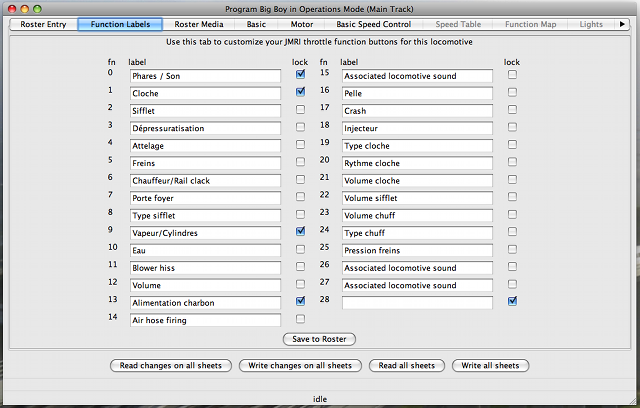 Program Big Boy in Operations Mode (Main Track)
Roster Entry Function Labels Roster Media Basic Motor Basic Speed Control Speed Table Function Map Lights
Use this tab to customize your JMRI throttle function buttons for this locomotive
fn label lock fn label lock
0 Phares / Son 15 Associated locomotive sound
1 Cloche 16 Pelle
2 Sifflet 17 Crash
3 Dépressuratisation 18 Injecteur
4 Attelage 19 Type cloche
5 Freins 20 Rythme cloche
6 Chauffeur/Rail clack 21 Volume cloche
7 Porte foyer 22 Volume sifflet
8 Type sifflet 23 Volume chuff
9 Vapeur/Cylindres 24 Type chuff
10 Eau 25 Pression freins
11 Blower hiss 26 Associated locomotive sound
12 Volume 27 Associated locomotive sound
13 Alimentation charbon 28
14 Air hose firing
Save to Roster
Read changes on all sheets Write changes on all sheets Read all sheets Write all sheets
idle